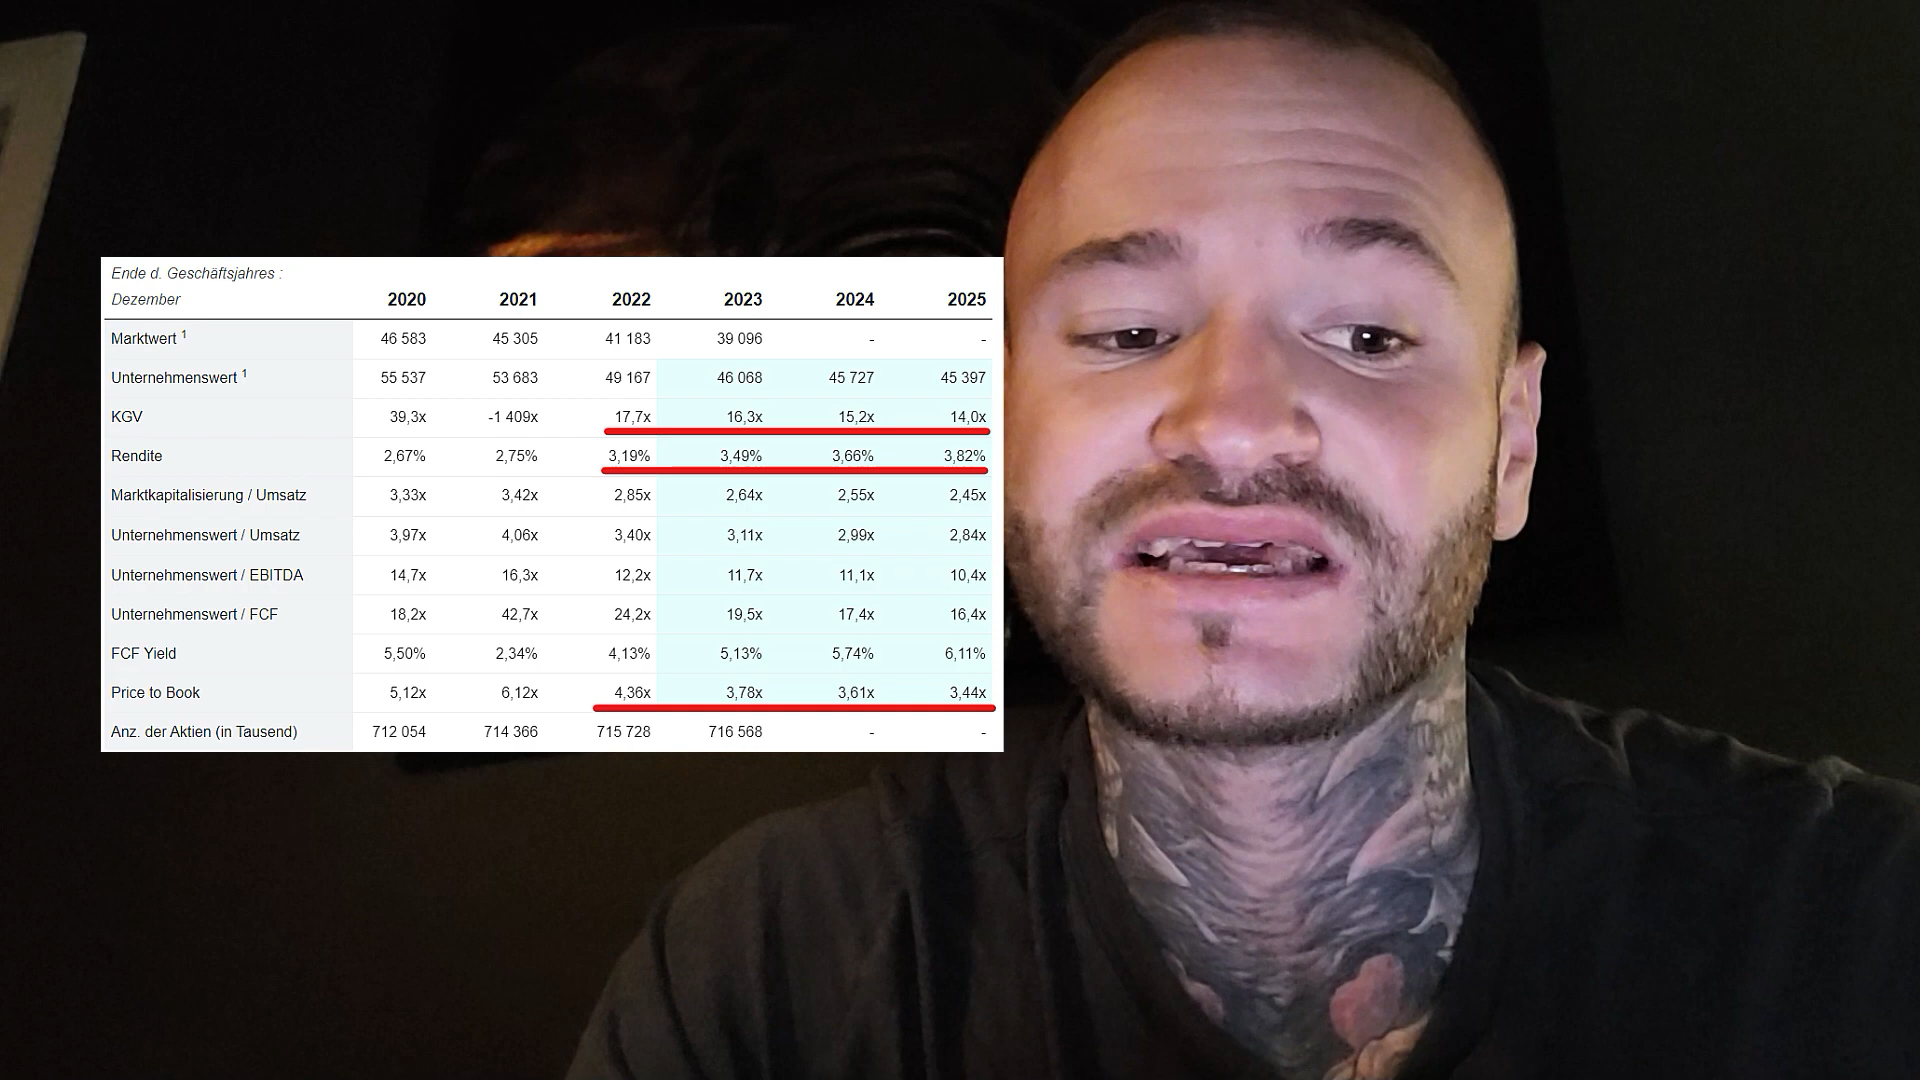 Ende d. Geschäftsjahres :
Dezember 2020 2021 2022 2023 2024 2025
Marktwert 1 46 583 45 305 41 183 39 096 - -
Unternehmenswert 1 55 537 53 683 49 167 46 068 45 727 45 397
KGV 39,3x -1 409x 17,7x 16,3x 15,2x 14,0x
Rendite 2,67% 2,75% 3,19% 3,49% 3,66% 3,82%
Marktkapitalisierung / Umsatz 3,33x 3,42x 2,85x 2,64x 2,55x 2,45x
Unternehmenswert / Umsatz 3,97x 4,06x 3,40x 3,11x 2,99x 2,84x
Unternehmenswert / EBITDA 14,7x 16,3x 12,2x 11,7x 11,1x 10,4x
Unternehmenswert / FCF 18,2x 42,7x 24,2x 19,5x 17,4x 16,4x
FCF Yield 5,50% 2,34% 4,13% 5,13% 5,74% 6,11%
Price to Book 5,12x 6,12x 4,36x 3,78x 3,61x 3,44x
Anz. der Aktien (in Tausend) 712 054 714 366 715 728 716 568 - -